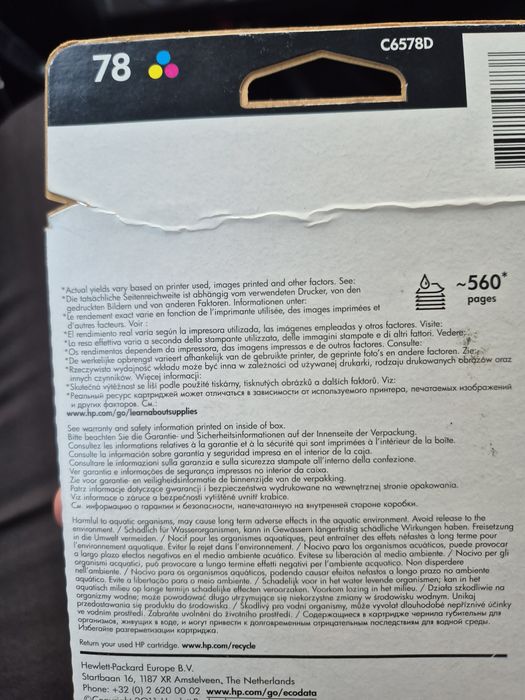 78
C6578D
~560*
pages
*Actual yields vary based on printer used, images printed and other factors. See:
*Die tatsächliche Seitenreichweite ist abhängig vom verwendeten Drucker, von den
gedruckten Bildern und von anderen Faktoren. Informationen unter:
*Le rendement exact varie en fonction de l'imprimante utilisée, des images imprimées et
d'autres facteurs. Voir :
*El rendimiento real varía según la impresora utilizada, las imágenes empleadas y otros factores. Visite:
*La resa effettiva varia a seconda della stampante utilizzata, delle immagini stampate e di altri fattori. Vedere:
*Os rendimentos dependem da impressora, das imagens impressas e de outros factores. Consulte:
*De werkelijke opbrengst varieert afhankelijk van de gebruikte printer, de geprinte foto's en andere factoren. Zie:
*Rzeczywista wydajność wkładu może być inna w zależności od używanej drukarki, rodzaju drukowanych obrazów oraz
innych czynników. Więcej informacji:
*Skutečná výtěžnost se liší podle použité tiskárny, tisknutých obrázků a dalších faktorů. Viz:
*Реальный ресурс картриджей может отличаться в зависимости от используемого принтера, печатаемых изображений
и других факторов. См.:
www.hp.com/go/learnaboutsupplies
See warranty and safety information printed on inside of box.
Bitte beachten Sie die Garantie- und Sicherheitsinformationen auf der Innenseite der Verpackung.
Consultez les informations relatives à la garantie et à la sécurité qui sont imprimées à l'intérieur de la boîte.
Consulte la información sobre garantía y seguridad impresa en el interior de la caja.
Consultare le informazioni sulla garanzia e sulla sicurezza stampate all'interno della confezione.
Ver garantia e informações de segurança impressas no interior da caixa.
Zie voor garantie- en veiligheidsinformatie de binnenzijde van de verpakking.
Patrz informacje dotyczące gwarancji i bezpieczeństwa wydrukowane na wewnętrznej stronie opakowania.
Viz informace o záruce a bezpečnosti vytištěné uvnitř krabice.
См. информацию о гарантии и безопасности, напечатанную на внутренней стороне коробки.
Harmful to aquatic organisms, may cause long term adverse effects in the aquatic environment. Avoid release to the
environment. / Schädlich für Wasserorganismen, kann in Gewässern längerfristig schädliche Wirkungen haben. Freisetzung
in die Umwelt vermeiden. / Nocif pour les organismes aquatiques, peut entraîner des effets néfastes à long terme pour
l'environnement aquatique. Éviter le rejet dans l'environnement. / Nocivo para los organismos acuáticos, puede provocar
a largo plazo efectos negativos en el medio ambiente acuático. Evítese su liberación al medio ambiente. / Nocivo per gli
organismi acquatici, può provocare a lungo termine effetti negativi per l'ambiente acquatico. Non disperdere
nell'ambiente. / Nocivo para os organismos aquáticos, podendo causar efeitos nefastos a longo prazo no ambiente
aquático. Evitar a libertação para o meio ambiente. / Schadelijk voor in het water levende organismen; kan in het
aquatisch milieu op lange termijn schadelijke effecten veroorzaken. Voorkom lozing in het milieu. / Działa szkodliwie na
organizmy wodne; może powodować długo utrzymujące się niekorzystne zmiany w środowisku wodnym. Unikaj
przedostawania się produktu do środowiska. / Škodlivý pro vodní organismy, může vyvolat dlouhodobé nepříznivé účinky
ve vodním prostředí. Zabraňte uvolnění do životního prostředí. / Содержащиеся в картридже чернила губительны для
организмов, живущих в воде, и могут привести к долговременным отрицательным последствиям для водной среды.
Избегайте разгерметизации картриджа.
Return your used HP cartridge. www.hp.com/recycle
Hewlett-Packard Europe B.V.
Startbaan 16, 1187 XR Amstelveen, The Netherlands
Phone: +32 (0) 2 620 00 02 www.hp.com/go/ecodata